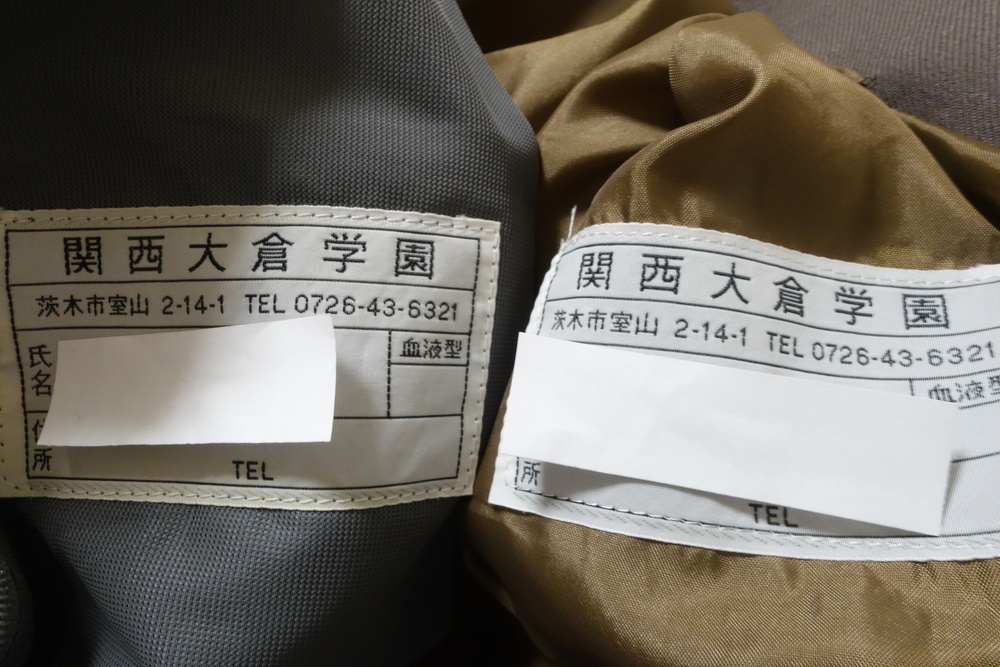 関西大倉学園
茨木市室山 2-14-1 TEL 0726-43-6321
氏名
血液型
住所
TEL
関西大倉学園
茨木市室山 2-14-1 TEL 0726-43-6321
血液型
所
TEL